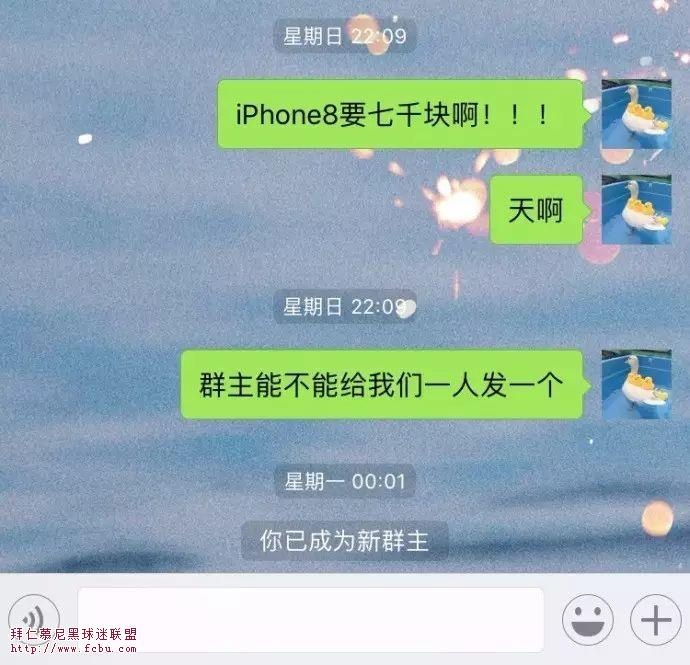 星期日 22:09
iPhone8要七千块啊！！！
天啊
星期日 22:09
群主能不能给我们一人发一个
星期一 00:01
你已成为新群主
拜仁慕尼黑球迷联盟
http://www.fcbu.com